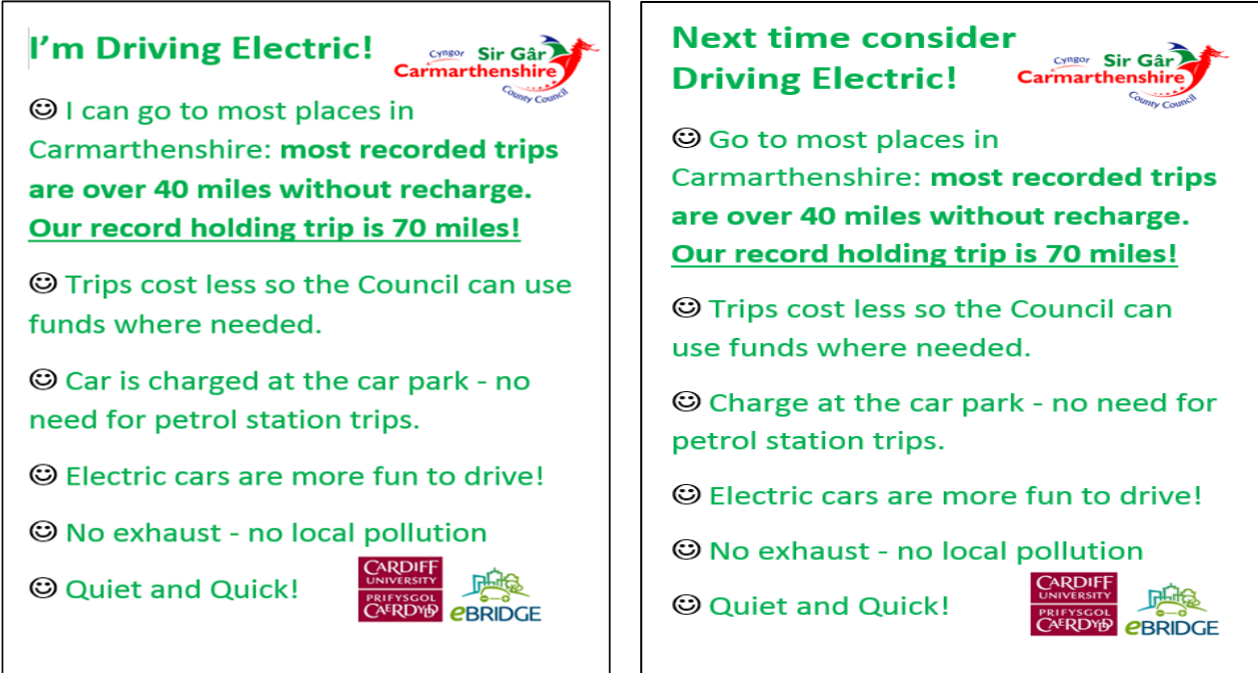 I'm Driving Electric!
Cyngor Sir Gâr
Carmarthenshire
County Council
☺ I can go to most places in
Carmarthenshire: most recorded trips
are over 40 miles without recharge.
Our record holding trip is 70 miles!
☺ Trips cost less so the Council can use
funds where needed.
☺ Car is charged at the car park - no
need for petrol station trips.
☺ Electric cars are more fun to drive!
☺ No exhaust - no local pollution
☺ Quiet and Quick!
CARDIFF
UNIVERSITY
PRIFYSGOL
CAERDYDD
eBRIDGE
Next time consider
Driving Electric!
Cyngor Sir Gâr
Carmarthenshire
County Council
☺ Go to most places in
Carmarthenshire: most recorded trips
are over 40 miles without recharge.
Our record holding trip is 70 miles!
☺ Trips cost less so the Council can
use funds where needed.
☺ Charge at the car park - no need for
petrol station trips.
☺ Electric cars are more fun to drive!
☺ No exhaust - no local pollution
☺ Quiet and Quick!
CARDIFF
UNIVERSITY
PRIFYSGOL
CAERDYDD
eBRIDGE